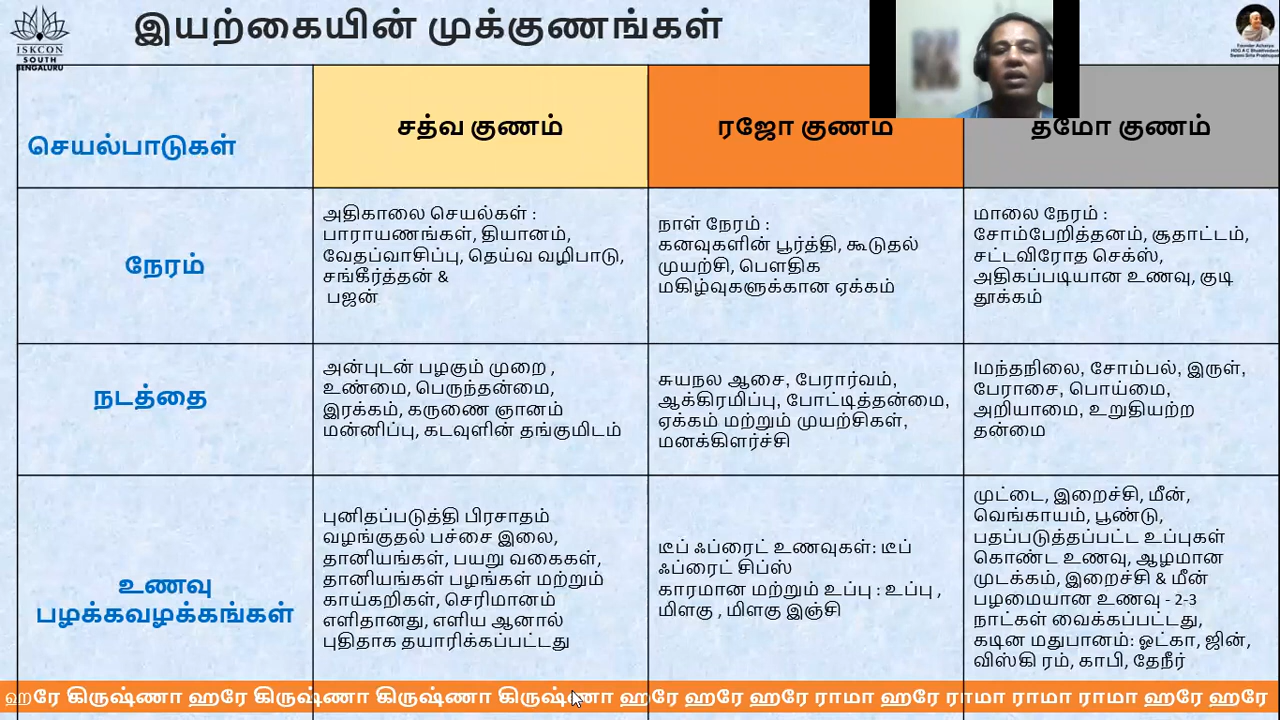 இயற்கையின் முக்குணங்கள்
ISKCON
SOUTH
BENGALURU
Founder Acharya
செயல்பாடுகள்
சத்வ குணம்
ரஜோ குணம்
தமோ குணம்
நேரம்
அதிகாலை செயல்கள் :
பாராயணங்கள், தியானம்,
வேதப்வாசிப்பு, தெய்வ வழிபாடு,
சங்கீர்த்தன் &
பஜன்
நாள் நேரம் :
கனவுகளின் பூர்த்தி, கூடுதல்
முயற்சி, பௌதிக
மகிழ்வுகளுக்கான ஏக்கம்
மாலை நேரம் :
சோம்பேறித்தனம், சூதாட்டம்,
சட்டவிரோத செக்ஸ்,
அதிகப்படியான உணவு, குடி
தூக்கம்
நடத்தை
அன்புடன் பழகும் முறை ,
உண்மை, பெருந்தன்மை,
இரக்கம், கருணை ஞானம்
மன்னிப்பு, கடவுளின் தங்குமிடம்
சுயநல ஆசை, பேரார்வம்,
ஆக்கிரமிப்பு, போட்டித்தன்மை,
ஏக்கம் மற்றும் முயற்சிகள்,
மனக்கிளர்ச்சி
lமந்தநிலை, சோம்பல், இருள்,
பேராசை, பொய்மை,
அறியாமை, உறுதியற்ற
தன்மை
உணவு
பழக்கவழக்கங்கள்
புனிதப்படுத்தி பிரசாதம்
வழங்குதல் பச்சை இலை,
தானியங்கள், பயறு வகைகள்,
தானியங்கள் பழங்கள் மற்றும்
காய்கறிகள், செரிமானம்
எளிதானது, எளிய ஆனால்
புதிதாக தயாரிக்கப்பட்டது
டீப் ஃப்ரைட் உணவுகள்: டீப்
ஃப்ரைட் சிப்ஸ்
காரமான மற்றும் உப்பு : உப்பு ,
மிளகு , மிளகு இஞ்சி
முட்டை, இறைச்சி, மீன்,
வெங்காயம், பூண்டு,
பதப்படுத்தப்பட்ட உப்புகள்
கொண்ட உணவு, ஆழமான
முடக்கம், இறைச்சி & மீன்
பழமையான உணவு - 2-3
நாட்கள் வைக்கப்பட்டது,
கடின மதுபானம்: ஓட்கா, ஜின்,
விஸ்கி ரம், காபி, தேநீர்
ஹரே கிருஷ்ணா ஹரே கிருஷ்ணா கிருஷ்ணா கிருஷ்ணா ஹரே ஹரே ஹரே ராமா ஹரே ராமா ராமா ராமா ஹரே ஹரே